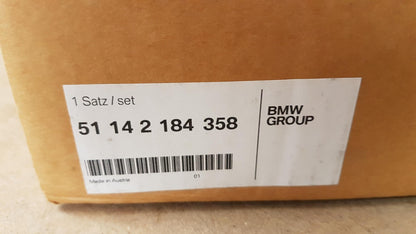 1 Satz / set
51 14 2 184 358
Made in Austria
01
BMW
GROUP